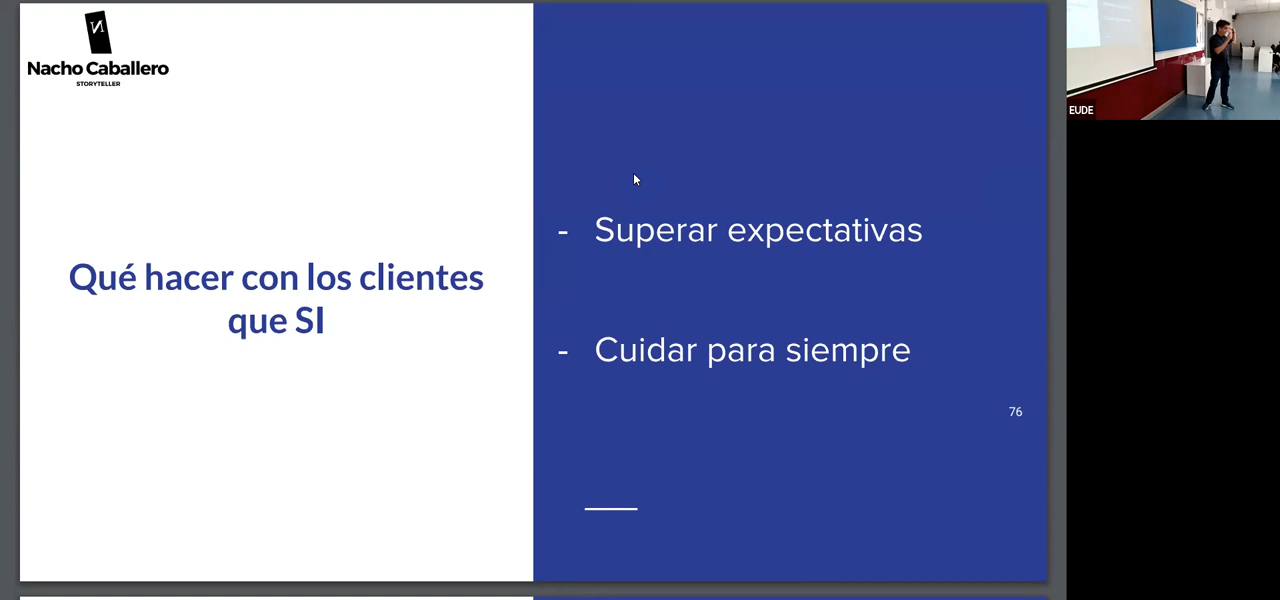 Nacho Caballero
STORYTELLER
Qué hacer con los clientes
que SI
- Superar expectativas
- Cuidar para siempre
76
EUDE